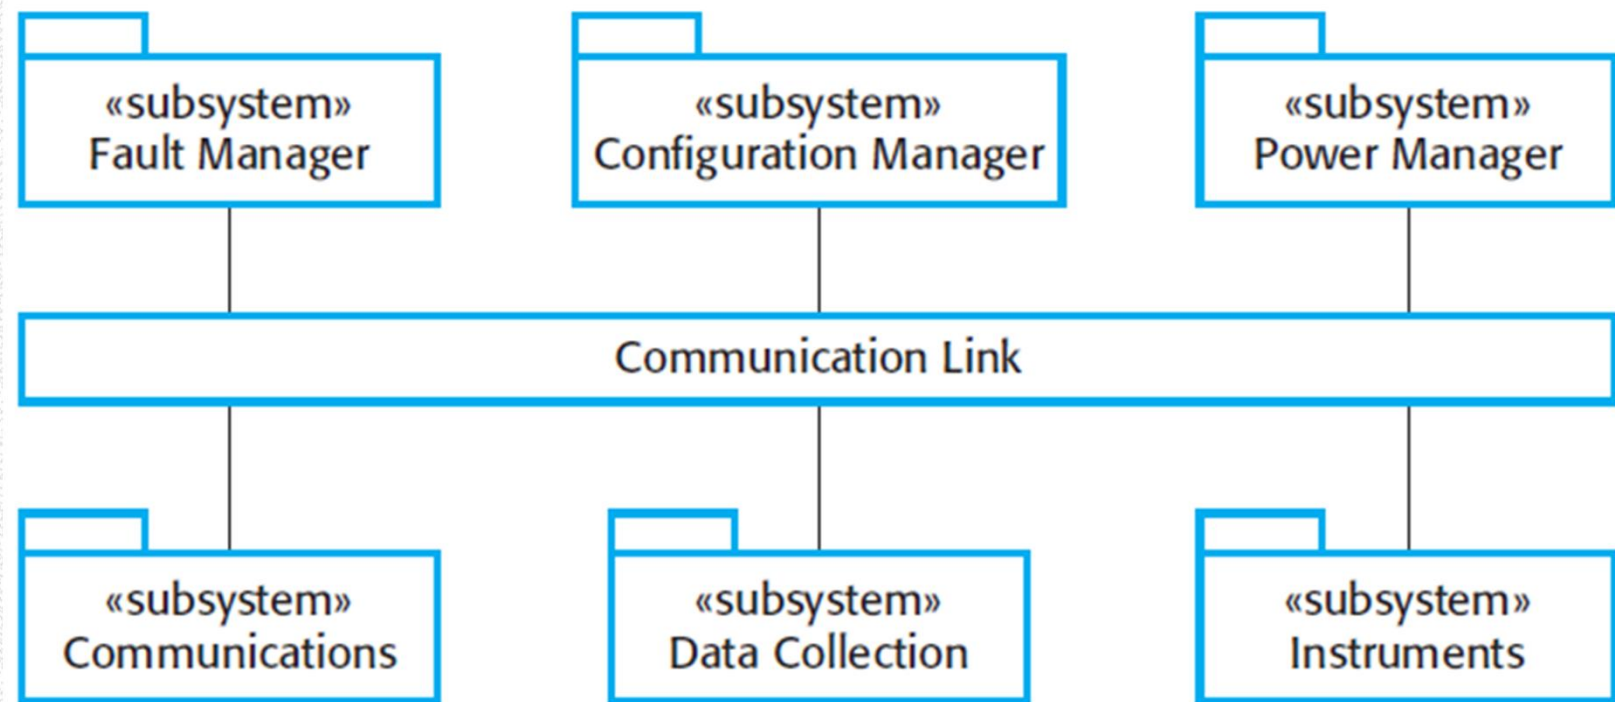 «subsystem»
Fault Manager
«subsystem»
Configuration Manager
«subsystem»
Power Manager
Communication Link
«subsystem»
Communications
«subsystem»
Data Collection
«subsystem»
Instruments